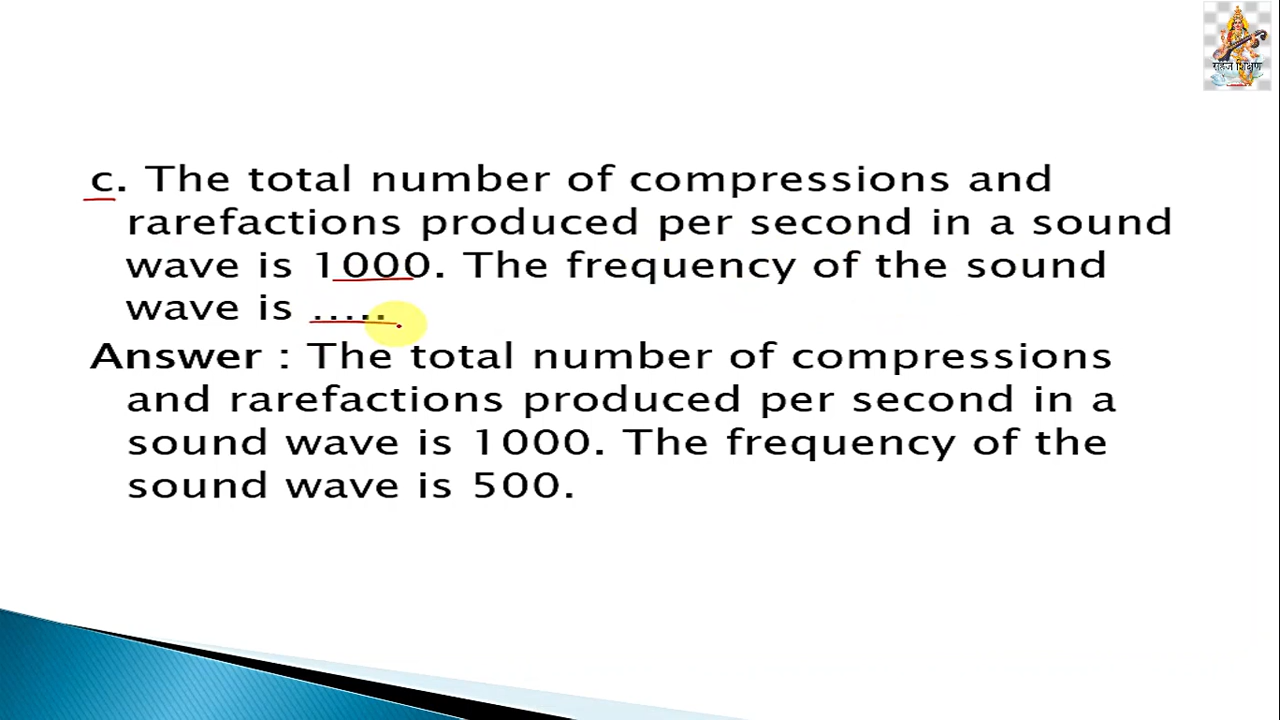 सहज शिक्षण
c. The total number of compressions and
rarefactions produced per second in a sound
wave is 1000. The frequency of the sound
wave is .....
Answer : The total number of compressions
and rarefactions produced per second in a
sound wave is 1000. The frequency of the
sound wave is 500.